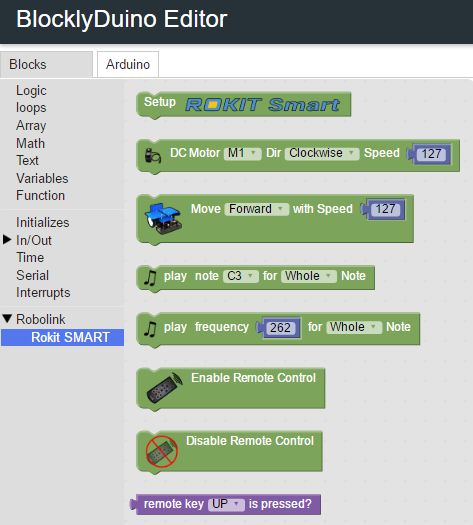 BlocklyDuino Editor
Blocks
Arduino
Logic
loops
Array
Math
Text
Variables
Function
Initializes
In/Out
Time
Serial
Interrupts
Robolink
Rokit SMART
Setup ROKIT Smart
DC Motor M1 Dir Clockwise Speed 127
Move Forward with Speed 127
play note C3 for Whole Note
play frequency 262 for Whole Note
Enable Remote Control
Disable Remote Control
remote key UP is pressed?